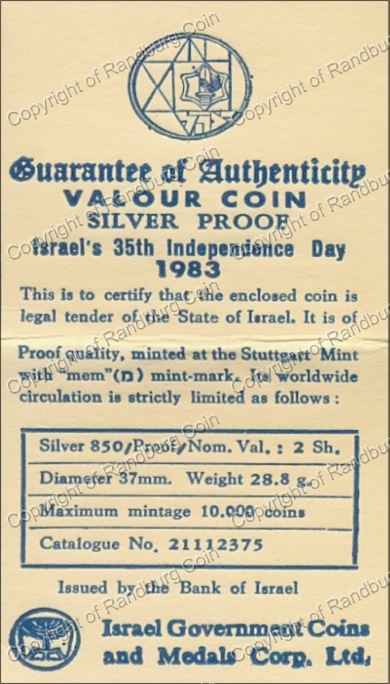 Guarantee of Authenticity
VALOUR COIN
SILVER PROOF
Israel's 35th Independence Day
1983
This is to certify that the enclosed coin is
legal tender of the State of Israel. It is of
Proof quality, minted at the Stuttgart Mint
with "mem"(מ) mint-mark. Its worldwide
circulation is strictly limited as follows :
Silver 850/Proof/Nom. Val. : 2 Sh.
Diameter 37mm. Weight 28.8 g.
Maximum mintage 10.000 coins
Catalogue No. 21112375
Issued by the Bank of Israel
Israel Government Coins
and Medals Corp. Ltd.
Copyright of Randburg Coin